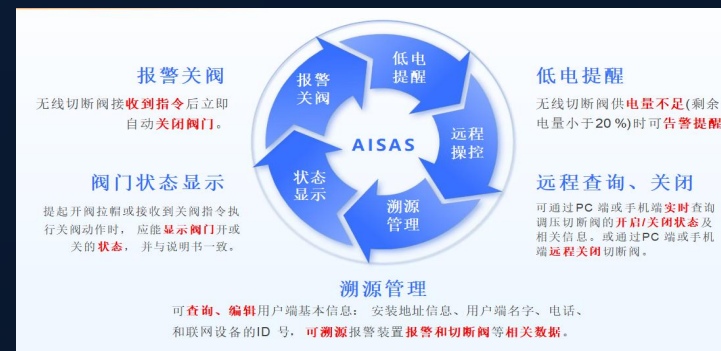 报警关阀
无线切断阀接收到指令后立即
自动关闭阀门。
阀门状态显示
提起开阀拉帽或接收到关阀指令执
行关阀动作时，应能显示阀门开或
关的状态，并与说明书一致。
报警
关阀
低电
提醒
远程
操控
溯源
管理
状态
显示
AISAS
低电提醒
无线切断阀供电量不足(剩余
电量小于20%)时可告警提醒
远程查询、关闭
可通过PC 端或手机端实时查询
调压切断阀的开启/关闭状态及
相关信息。或通过PC 端或手机
端远程关闭切断阀。
溯源管理
可查询、编辑用户端基本信息：安装地址信息、用户端名字、电话、
和联网设备的ID 号，可溯源报警装置报警和切断阀等相关数据。